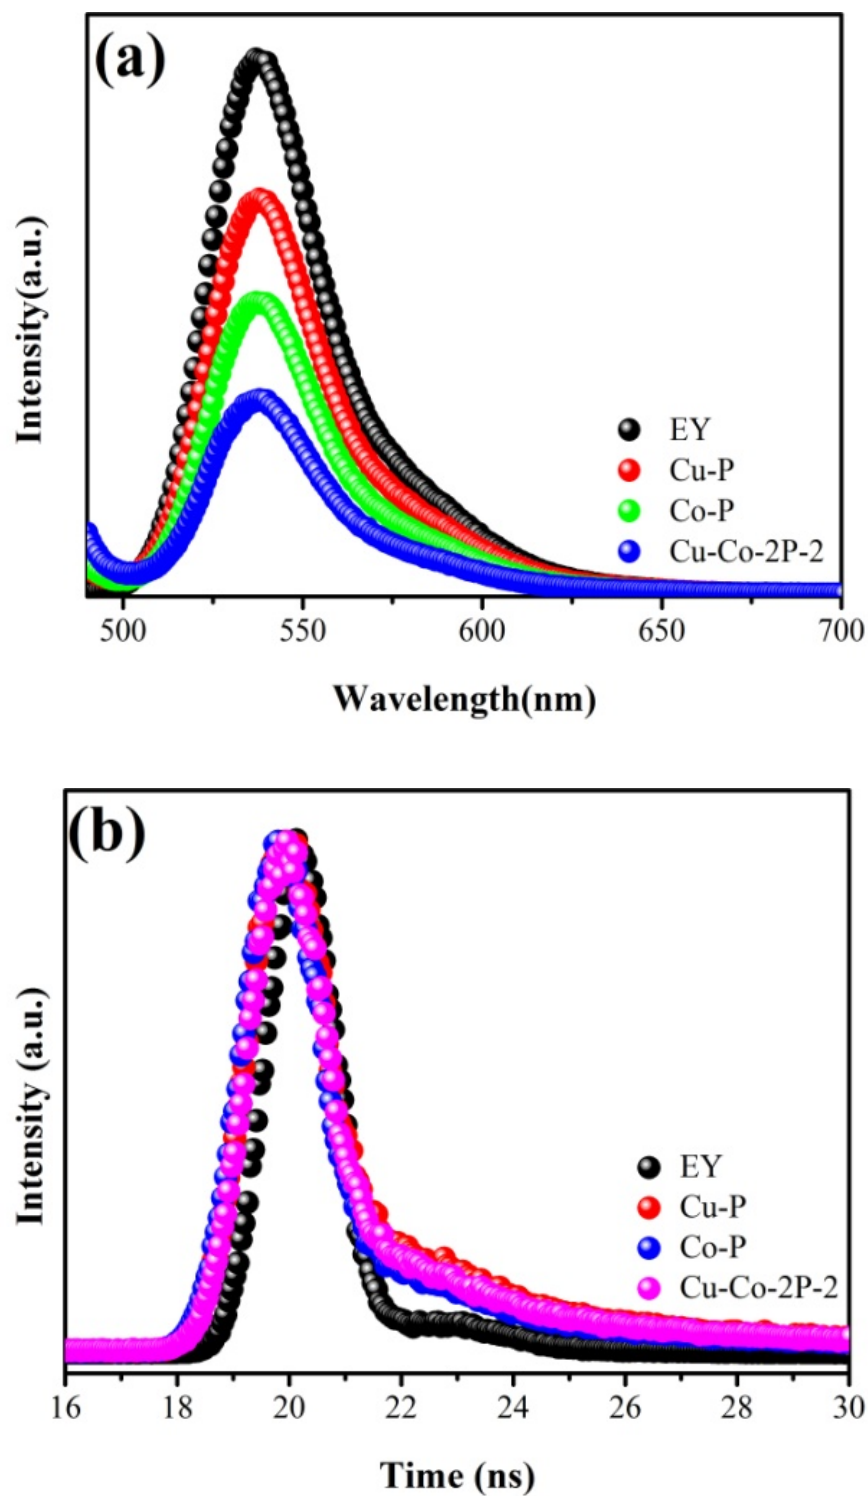 (a)
Intensity(a.u.)
EY
Cu-P
Co-P
Cu-Co-2P-2
500 550 600 650 700
Wavelength(nm)
(b)
Intensity (a.u.)
EY
Cu-P
Co-P
Cu-Co-2P-2
16 18 20 22 24 26 28 30
Time (ns)